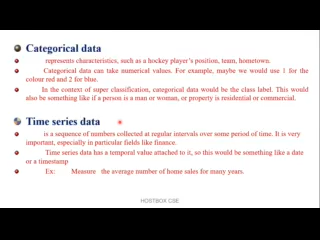 Categorical data
represents characteristics, such as a hockey player's position, team, hometown.
Categorical data can take numerical values. For example, maybe we would use 1 for the
colour red and 2 for blue.
In the context of super classification, categorical data would be the class label. This would
also be something like if a person is a man or woman, or property is residential or commercial.
Time series data
is a sequence of numbers collected at regular intervals over some period of time. It is very
important, especially in particular fields like finance.
Time series data has a temporal value attached to it, so this would be something like a date
or a timestamp
Ex: Measure the average number of home sales for many years.
HOSTBOX CSE